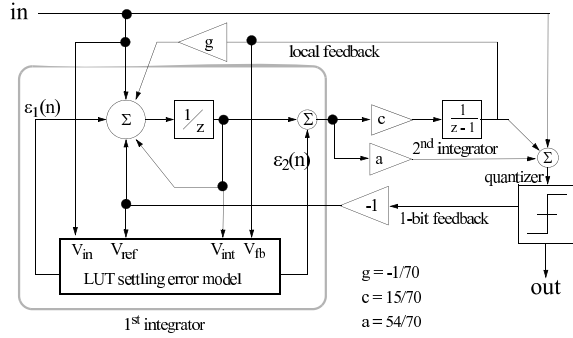 in
g
local feedback
ε1(n)
Σ
1/z
Σ
c
1
z - 1
ε2(n)
2nd integrator
a
Σ
quantizer
-1
1-bit feedback
Vin
Vref
Vint
Vfb
LUT settling error model
g = -1/70
c = 15/70
a = 54/70
out
1st integrator